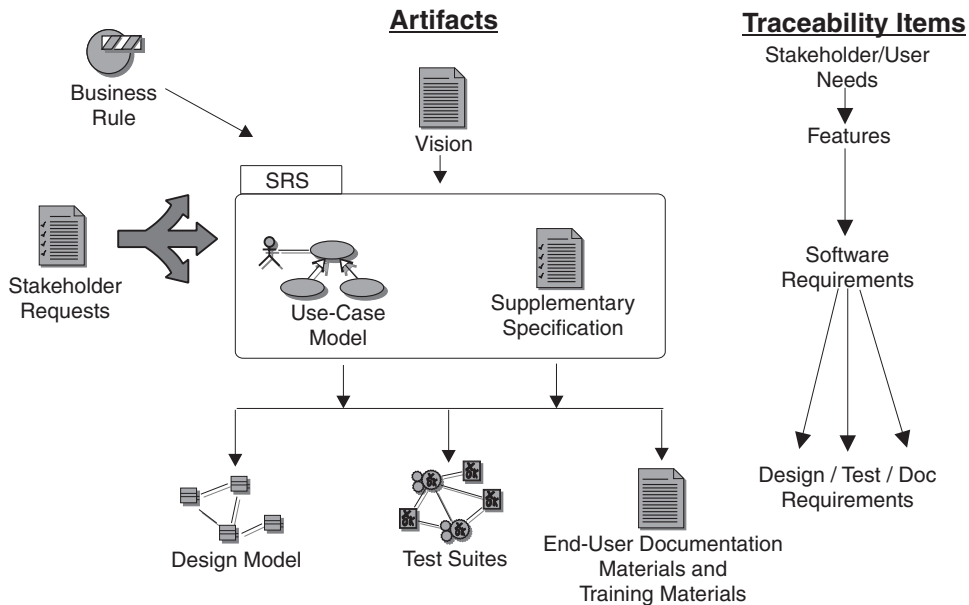 Artifacts
Traceability Items
Business
Rule
Vision
Stakeholder/User
Needs
Features
SRS
Stakeholder
Requests
Use-Case
Model
Supplementary
Specification
Software
Requirements
Design Model
Test Suites
End-User Documentation
Materials and
Training Materials
Design / Test / Doc
Requirements